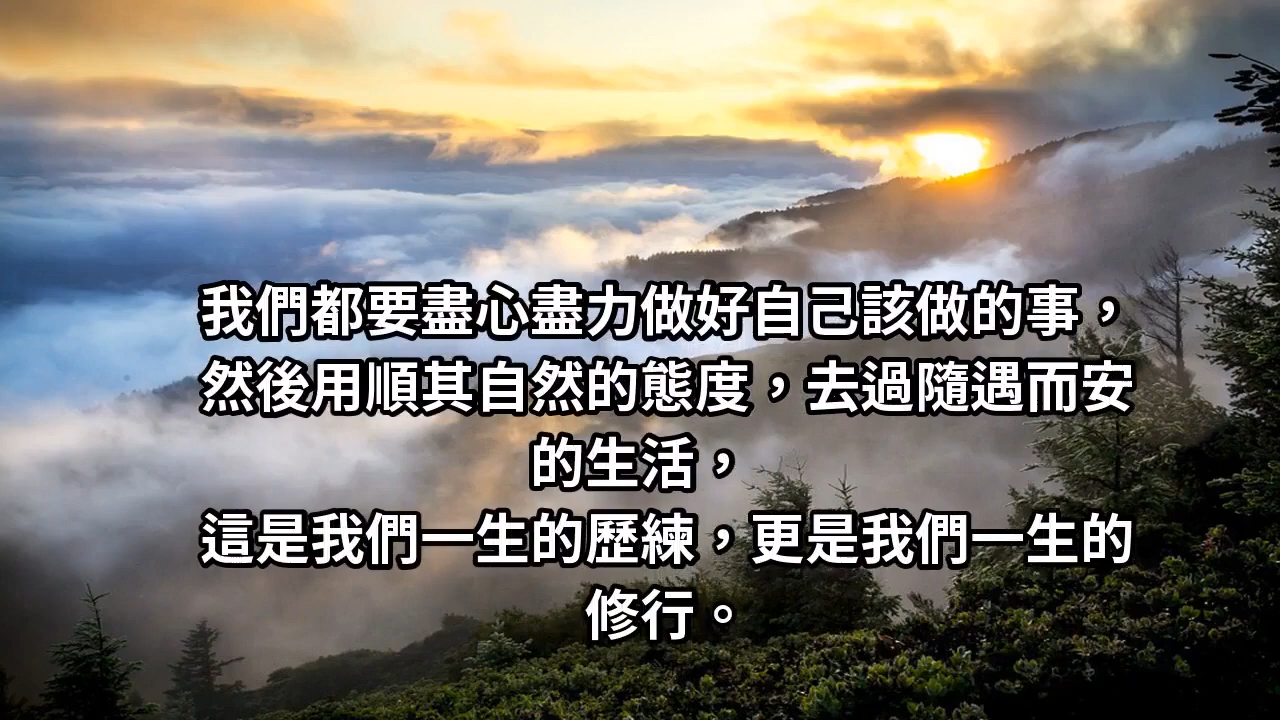 我們都要盡心盡力做好自己該做的事，
然後用順其自然的態度，去過隨遇而安
的生活，
這是我們一生的歷練，更是我們一生的
修行。